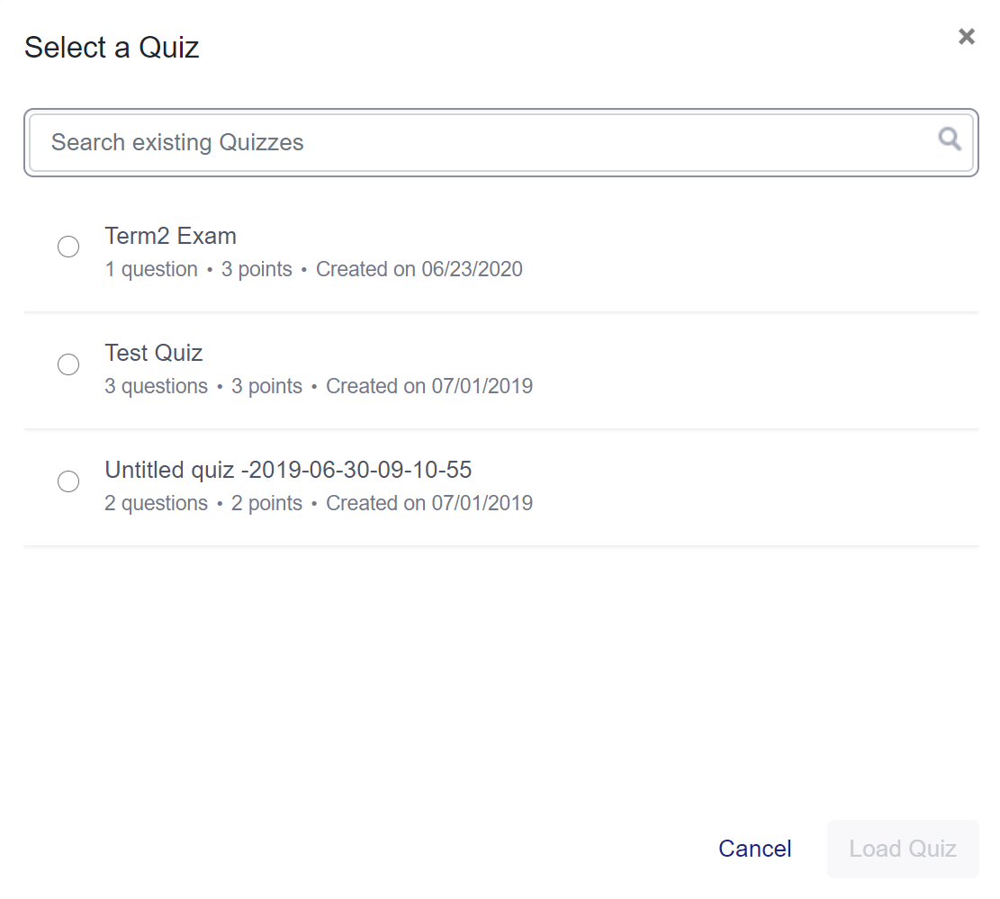 Select a Quiz
Search existing Quizzes
Term2 Exam
1 question • 3 points • Created on 06/23/2020
Test Quiz
3 questions • 3 points • Created on 07/01/2019
Untitled quiz -2019-06-30-09-10-55
2 questions • 2 points • Created on 07/01/2019
Cancel
Load Quiz